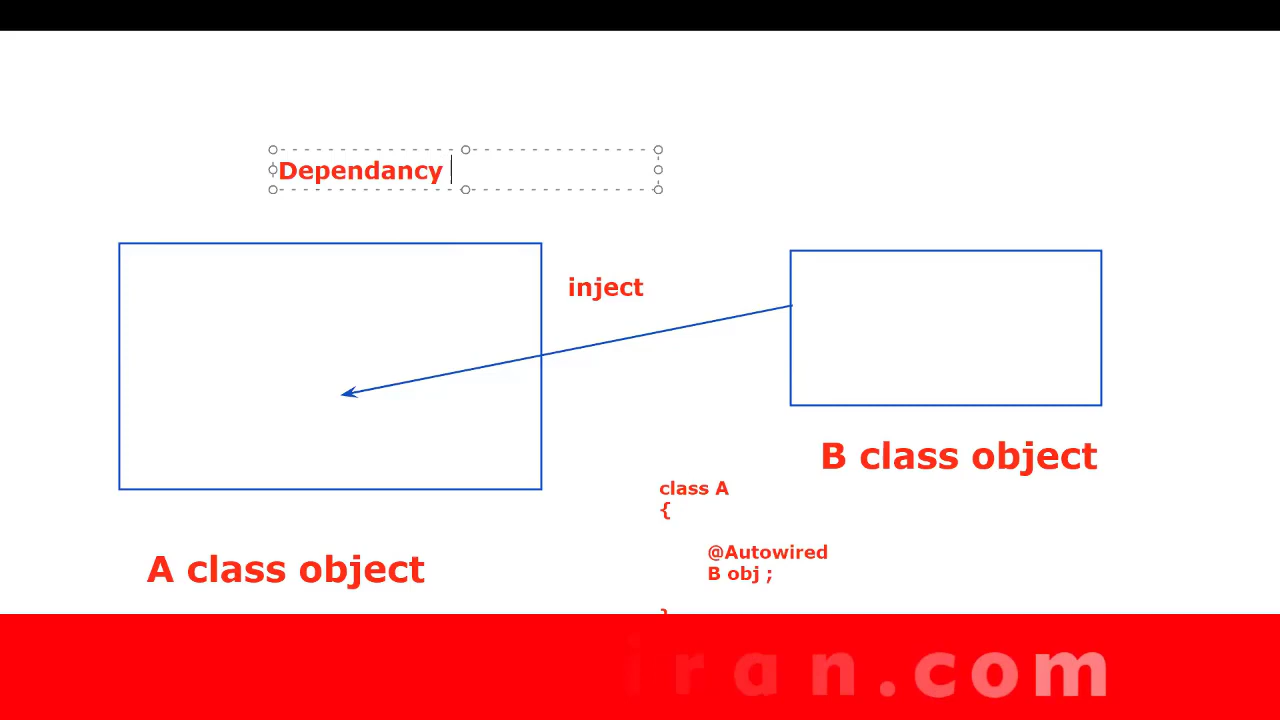 Dependancy
inject
B class object
class A
{
@Autowired
B obj ;
}
A class object
iran.com